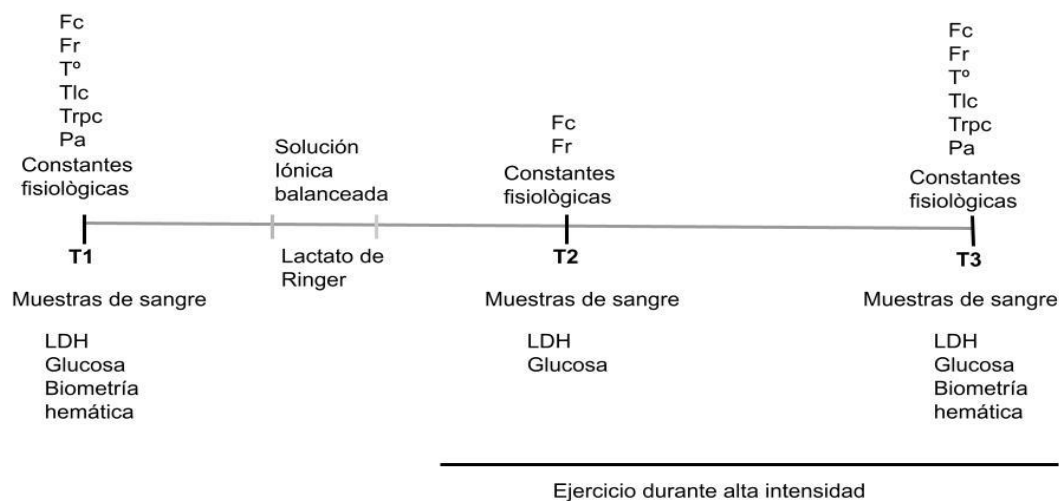 Fc
Fr
Tº
Tlc
Trpc
Pa
Constantes
fisiològicas
Solución
Iónica
balanceada
Fc
Fr
Constantes
fisiológicas
Fc
Fr
Tº
Tlc
Trpc
Pa
Constantes
fisiológicas
T1
Lactato de
Ringer
T2
T3
Muestras de sangre
LDH
Glucosa
Biometría
hemática
Muestras de sangre
LDH
Glucosa
Muestras de sangre
LDH
Glucosa
Biometría
hemática
Ejercicio durante alta intensidad